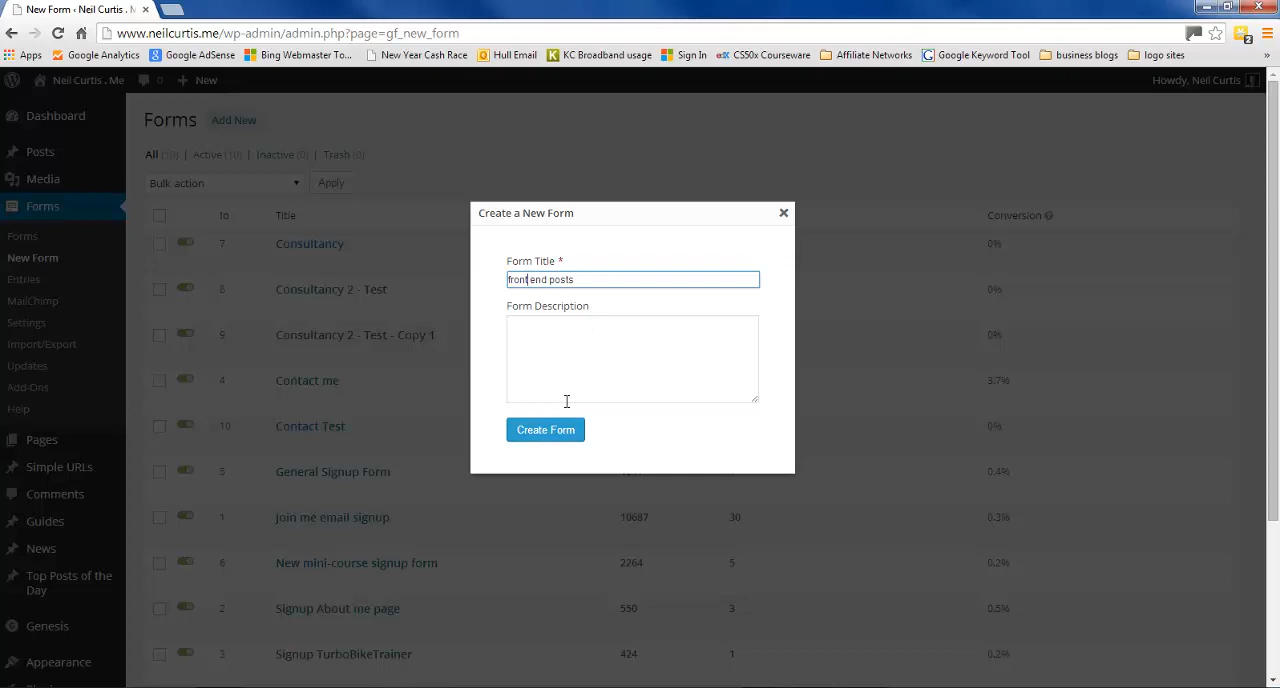 New Form ‹ Neil Curtis . M
www.neilcurtis.me/wp-admin/admin.php?page=gf_new_form
Apps Google Analytics Google AdSense Bing Webmaster To... New Year Cash Race Hull Email KC Broadband usage Sign In CS50x Courseware Affiliate Networks Google Keyword Tool business blogs logo sites »
Neil Curtis . Me 0 New Howdy, Neil Curtis
Dashboard
Posts
Media
Forms
Forms
New Form
Entries
MailChimp
Settings
Import/Export
Updates
Add-Ons
Help
Pages
Simple URLs
Comments
Guides
News
Top Posts of the
Day
Genesis
Appearance
Forms Add New
All (10) | Active (10) | Inactive (0) | Trash (0)
Bulk action Apply
Id Title Conversion
7 Consultancy 0%
8 Consultancy 2 - Test 0%
9 Consultancy 2 - Test - Copy 1 0%
4 Contact me 3.7%
10 Contact Test 0%
5 General Signup Form 0.4%
1 Join me email signup 10687 30 0.3%
6 New mini-course signup form 2264 5 0.2%
2 Signup About me page 550 3 0.5%
3 Signup TurboBikeTrainer 424 1 0.2%
Create a New Form
Form Title *
front end posts
Form Description
Create Form